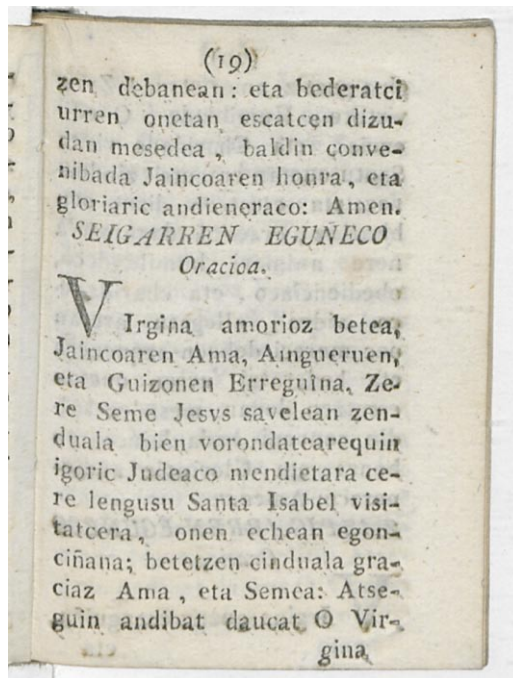 (19)
zen debanean: eta bederatci
urren onetan escatcen dizu-
dan mesedea, baldin conve-
nibada Jaincoaren honra, eta
gloriaric andieneraco: Amen.
SEIGARREN EGUÑECO
Oracioa.
VIrgina amorioz betea,
Jaincoaren Ama, Aingueruen,
eta Guizonen Erreguina, Ze-
re Seme Jesvs savelean zen-
duala bien vorondatearequin
igoric Judeaco mendietara ce-
re lengusu Santa Isabel visi-
tatcera, onen echean egon-
ciñana; betetzen cinduala gra-
ciaz Ama, eta Semea: Atse-
guin andibat daucat O Vir-
gina